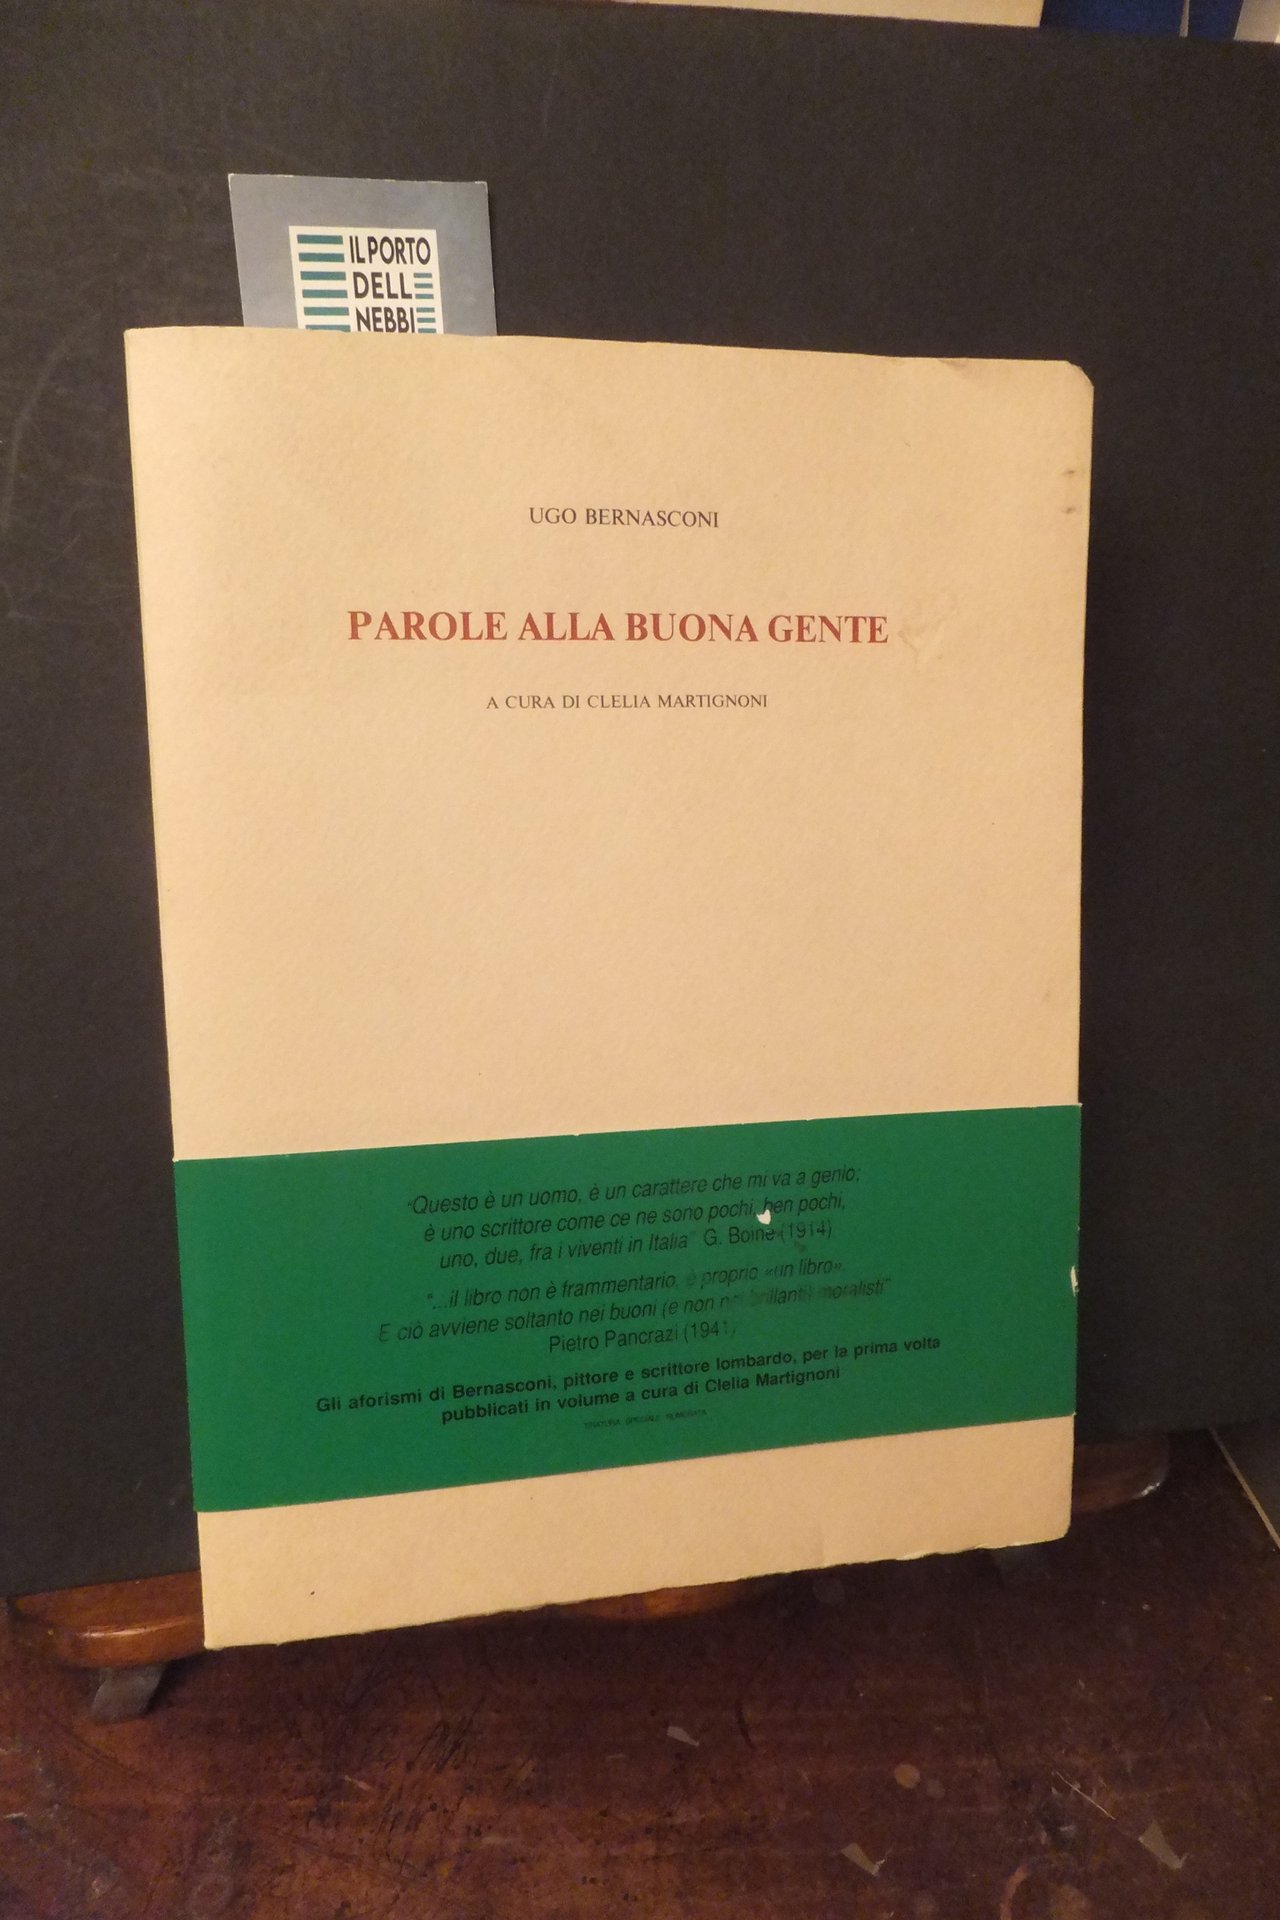 IL PORTO
DELL
NEBBI
UGO BERNASCONI
PAROLE ALLA BUONA GENTE
A CURA DI CLELIA MARTIGNONI
"Questo è un uomo, è un carattere che mi va a genio;
è uno scrittore come ce ne sono pochi, ben pochi,
uno, due, fra i viventi in Italia" G. Boine (1914)
"...il libro non è frammentario, è proprio «un libro».
E ciò avviene soltanto nei buoni (e non nei brillanti) moralisti"
Pietro Pancrazi (1941)
Gli aforismi di Bernasconi, pittore e scrittore lombardo, per la prima volta
pubblicati in volume a cura di Clelia Martignoni
TIRATURA SPECIALE NUMERATA